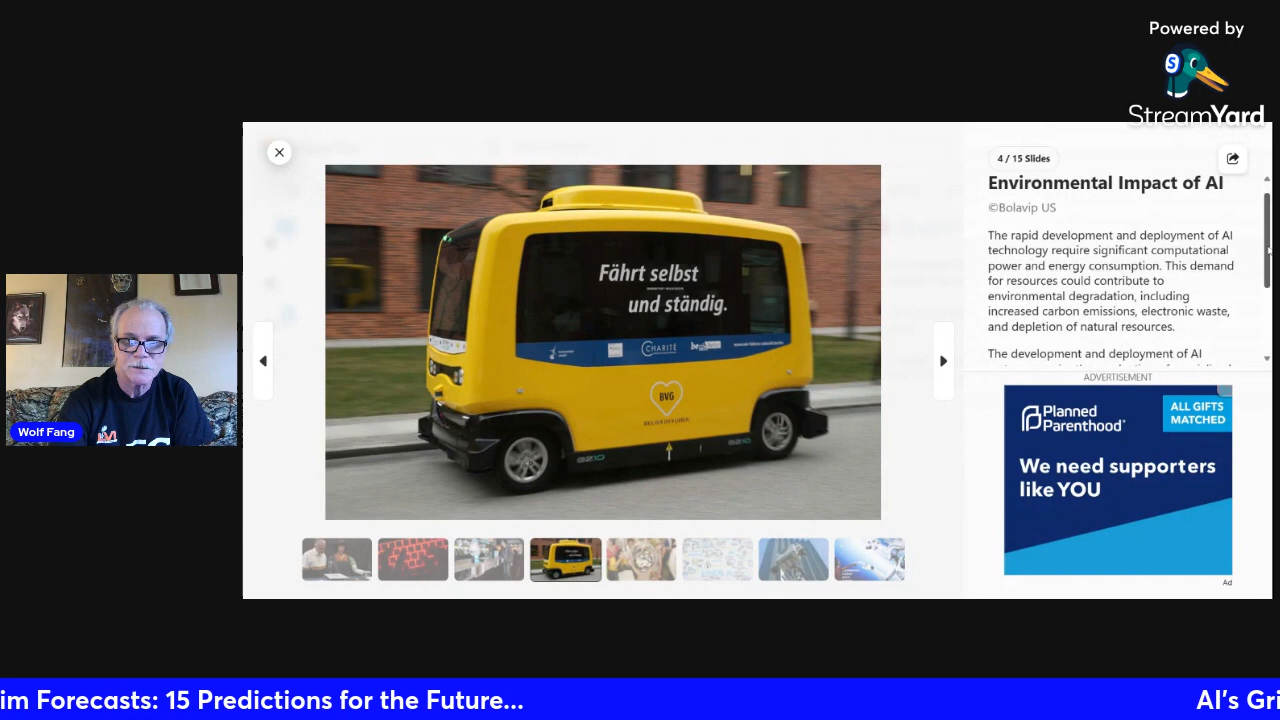 Powered by
StreamYard
4 / 15 Slides
Environmental Impact of AI
©Bolavip US
The rapid development and deployment of AI
technology require significant computational
power and energy consumption. This demand
for resources could contribute to
environmental degradation, including
increased carbon emissions, electronic waste,
and depletion of natural resources.
The development and deployment of AI
ADVERTISEMENT
Planned
Parenthood
ALL GIFTS
MATCHED
We need supporters
like YOU
Ad
Fährt selbst
und ständig.
CHARITÉ
BVG
EZ10
EZ10
Wolf Fang
im Forecasts: 15 Predictions for the Future...
AI's Gri